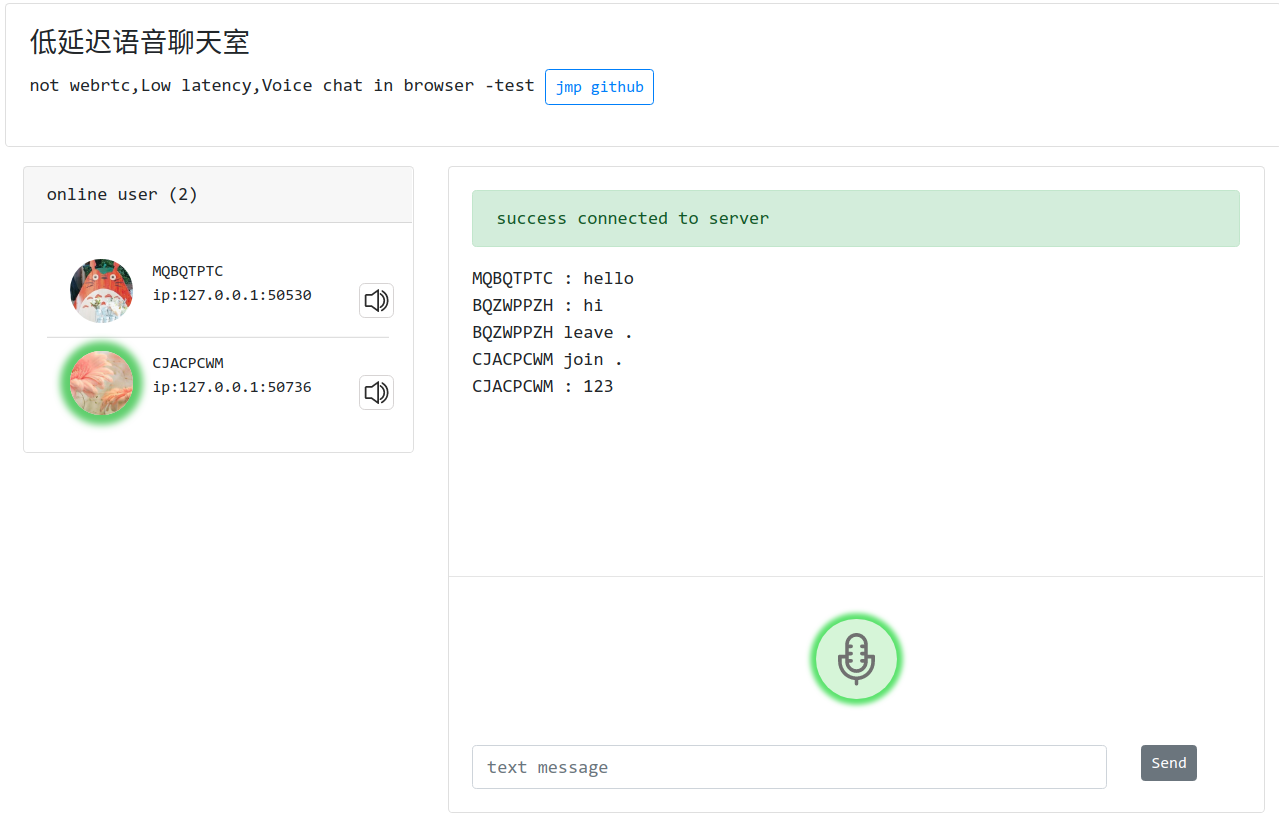 低延迟语音聊天室
not webrtc,Low latency,Voice chat in browser -test jmp github
online user (2)
MQBQTPTC
ip:127.0.0.1:50530
CJACPCWM
ip:127.0.0.1:50736
success connected to server
MQBQTPTC : hello
BQZWPPZH : hi
BQZWPPZH leave .
CJACPCWM join .
CJACPCWM : 123
text message
Send